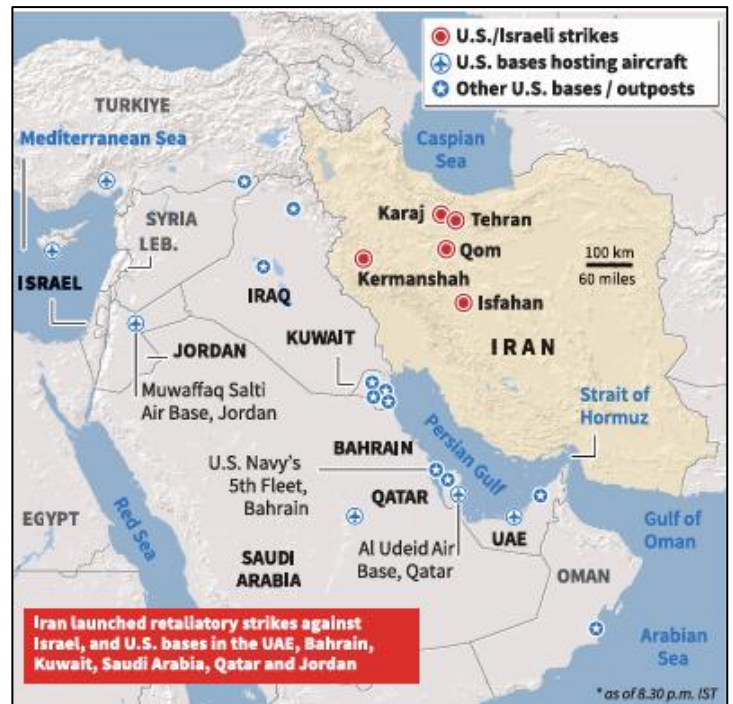 U.S./Israeli strikes
U.S. bases hosting aircraft
Other U.S. bases / outposts
TURKIYE
Mediterranean Sea
Caspian
Sea
SYRIA
LEB.
ISRAEL
IRAQ
JORDAN
Muwaffaq Salti
Air Base, Jordan
KUWAIT
Karaj
Tehran
Qom
Kermanshah
Isfahan
100 km
60 miles
IRAN
Strait of
Hormuz
BAHRAIN
Persian Gulf
U.S. Navy's
5th Fleet,
Bahrain
QATAR
Al Udeid Air
Base, Qatar
UAE
Gulf of
Oman
EGYPT
Red Sea
SAUDI
ARABIA
OMAN
Arabian
Sea
Iran launched retaliatory strikes against
Israel, and U.S. bases in the UAE, Bahrain,
Kuwait, Saudi Arabia, Qatar and Jordan
* as of 8.30 p.m. IST